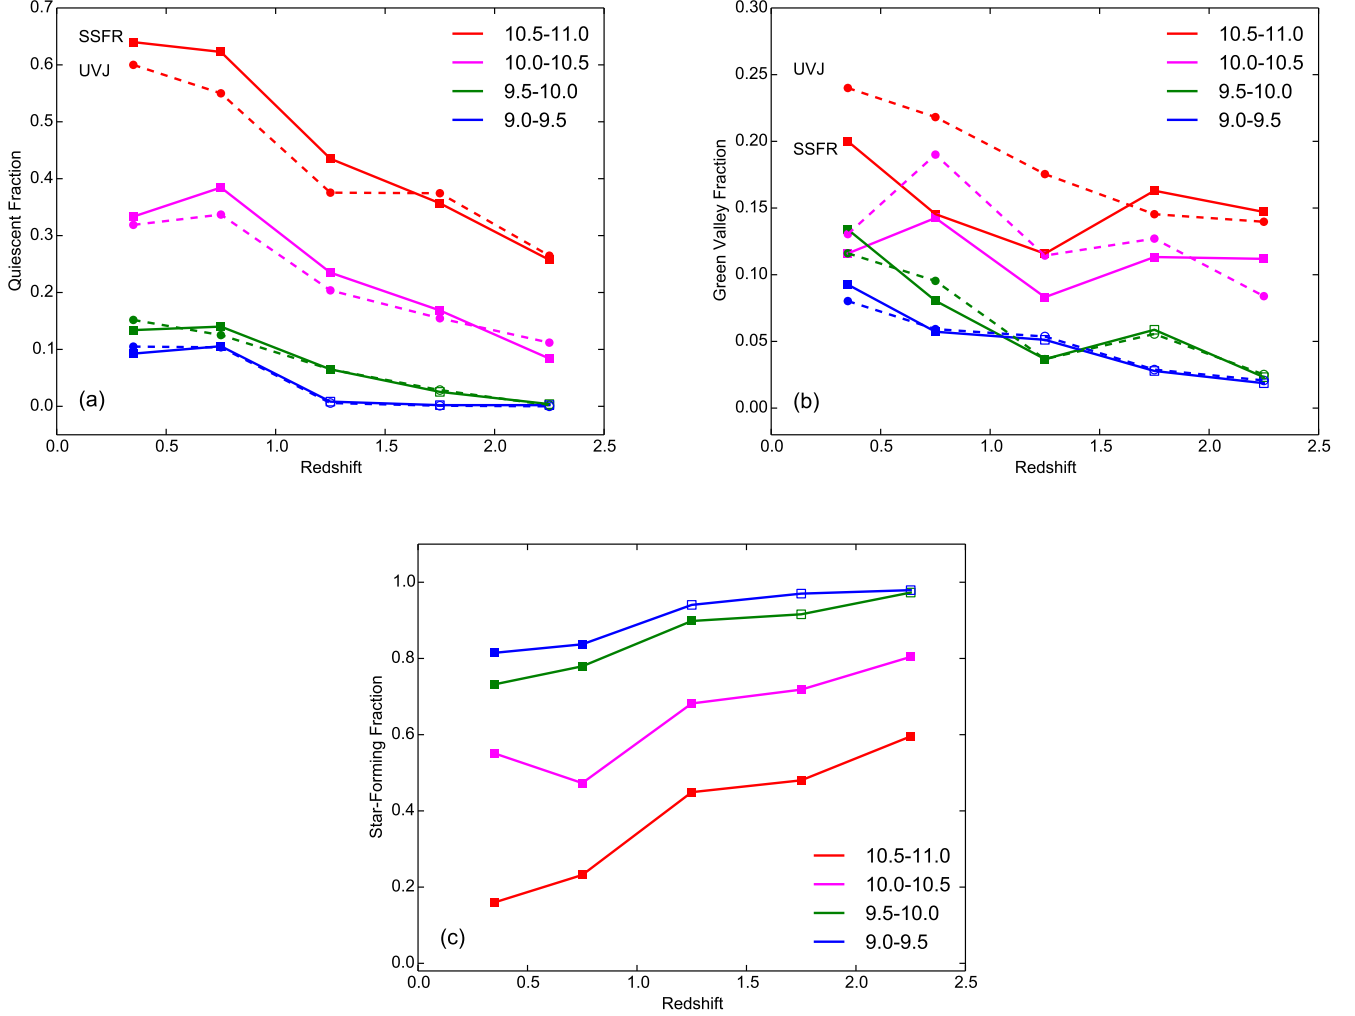 0.7
0.6
0.5
0.4
0.3
0.2
0.1
0.0
Quiescent Fraction
SSFR
UVJ
10.5-11.0
10.0-10.5
9.5-10.0
9.0-9.5
(a)
0.0 0.5 1.0 1.5 2.0 2.5
Redshift
0.30
0.25
0.20
0.15
0.10
0.05
0.00
Green Valley Fraction
UVJ
SSFR
10.5-11.0
10.0-10.5
9.5-10.0
9.0-9.5
(b)
0.0 0.5 1.0 1.5 2.0 2.5
Redshift
1.0
0.8
0.6
0.4
0.2
0.0
Star-Forming Fraction
10.5-11.0
10.0-10.5
9.5-10.0
9.0-9.5
(c)
0.0 0.5 1.0 1.5 2.0 2.5
Redshift